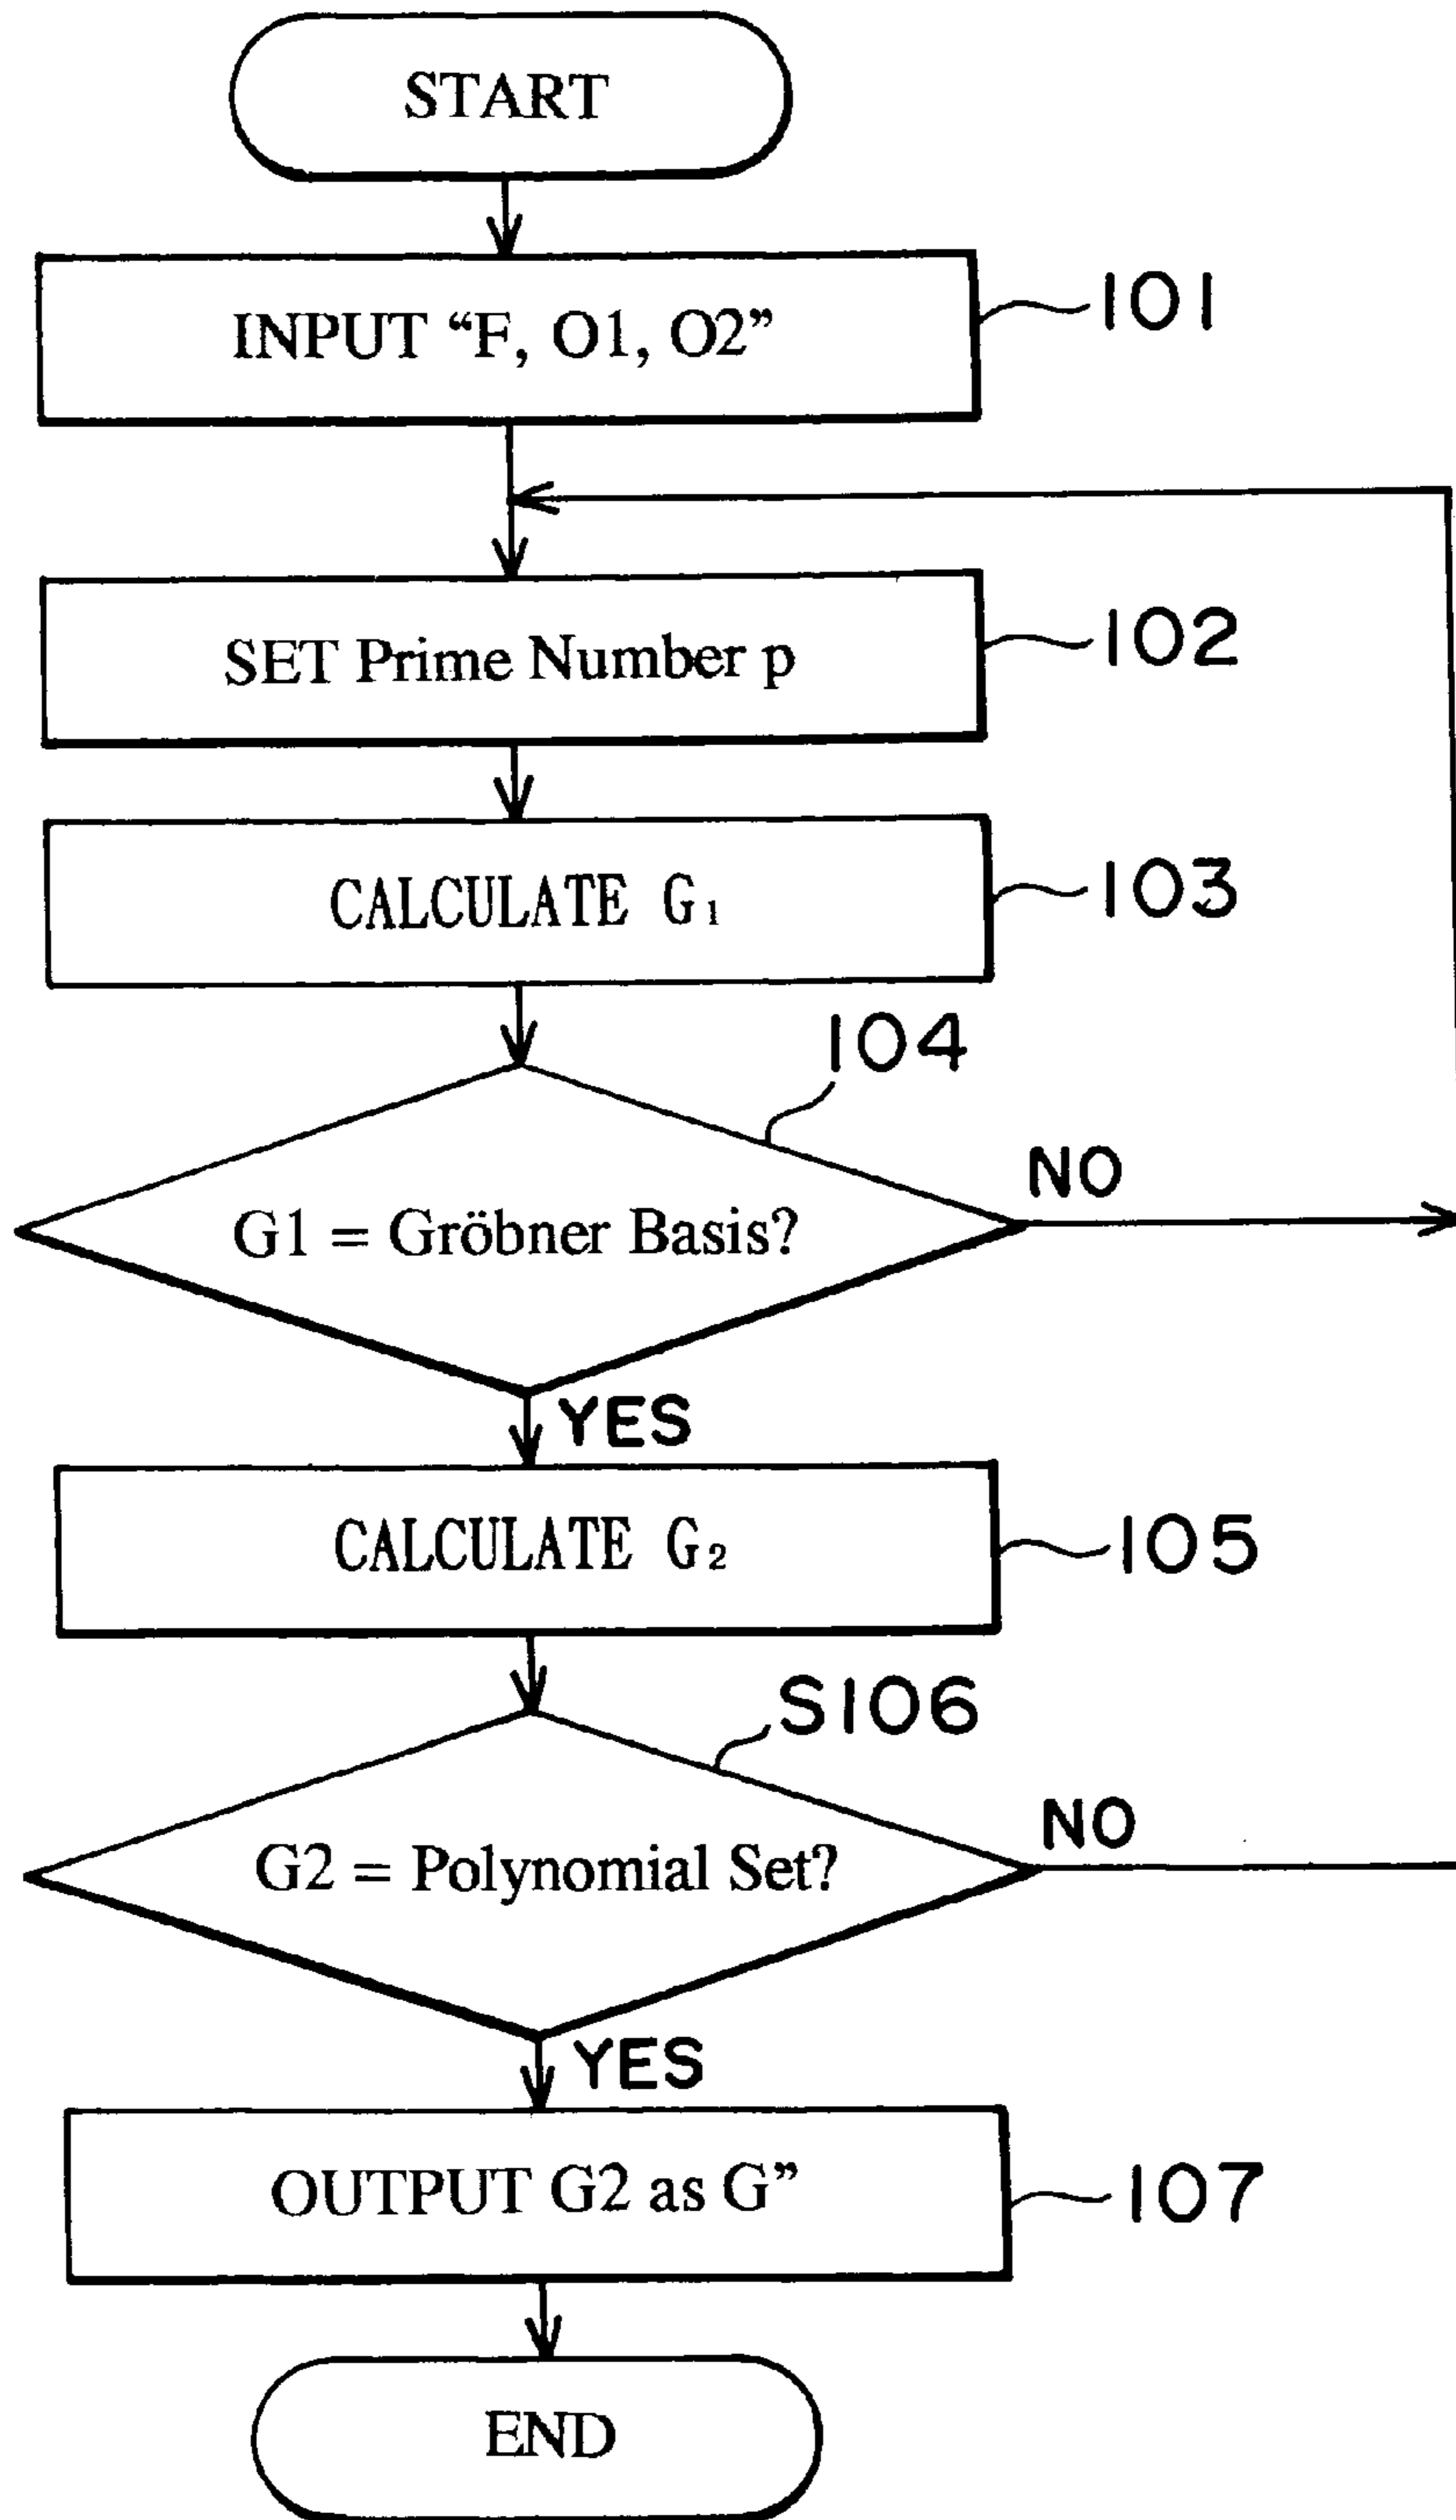 START
INPUT “F, O1, O2”
101
SET Prime Number p
102
CALCULATE G₁
103
104
G1 = Gröbner Basis?
NO
YES
CALCULATE G₂
105
S106
G2 = Polynomial Set?
NO
YES
OUTPUT G2 as G”
107
END